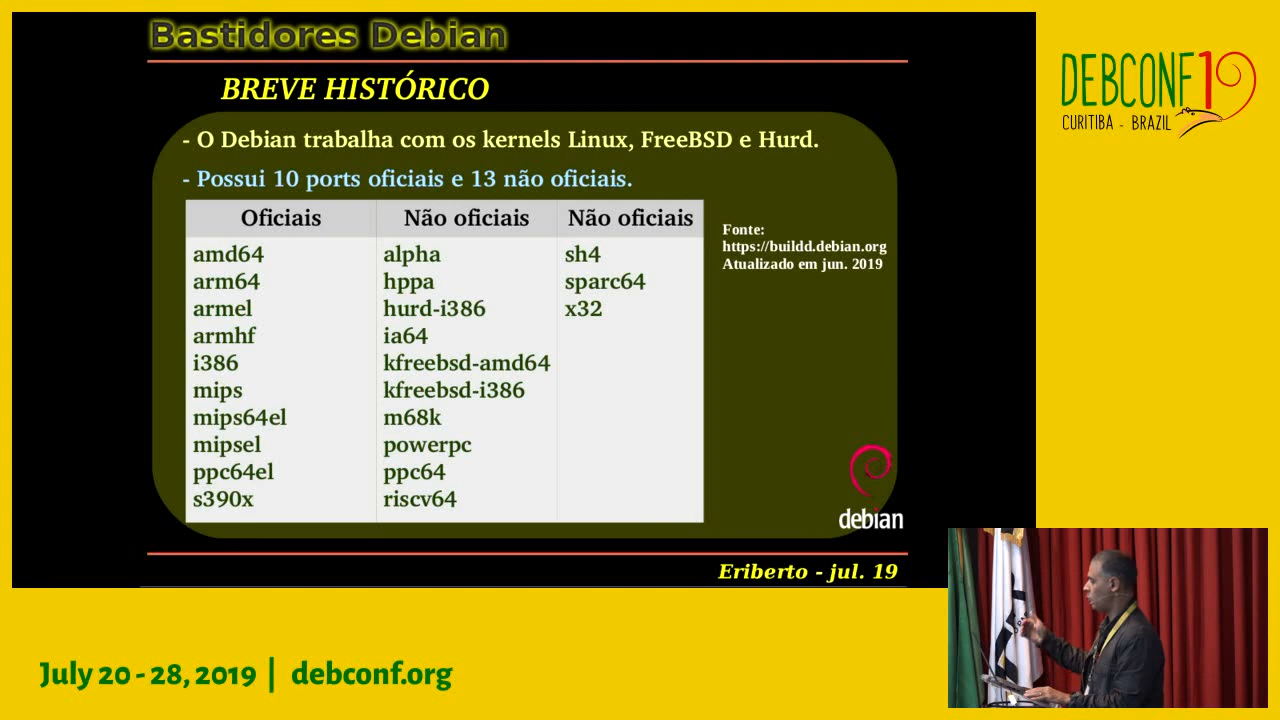 Bastidores Debian
BREVE HISTÓRICO
- O Debian trabalha com os kernels Linux, FreeBSD e Hurd.
- Possui 10 ports oficiais e 13 não oficiais.
Oficiais Não oficiais Não oficiais
amd64 alpha sh4
arm64 hppa sparc64
armel hurd-i386 x32
armhf ia64
i386 kfreebsd-amd64
mips kfreebsd-i386
mips64el m68k
mipsel powerpc
ppc64el ppc64
s390x riscv64
Fonte:
https://buildd.debian.org
Atualizado em jun. 2019
debian
Eriberto - jul. 19
DEBCONF19
CURITIBA - BRAZIL
July 20 - 28, 2019 | debconf.org